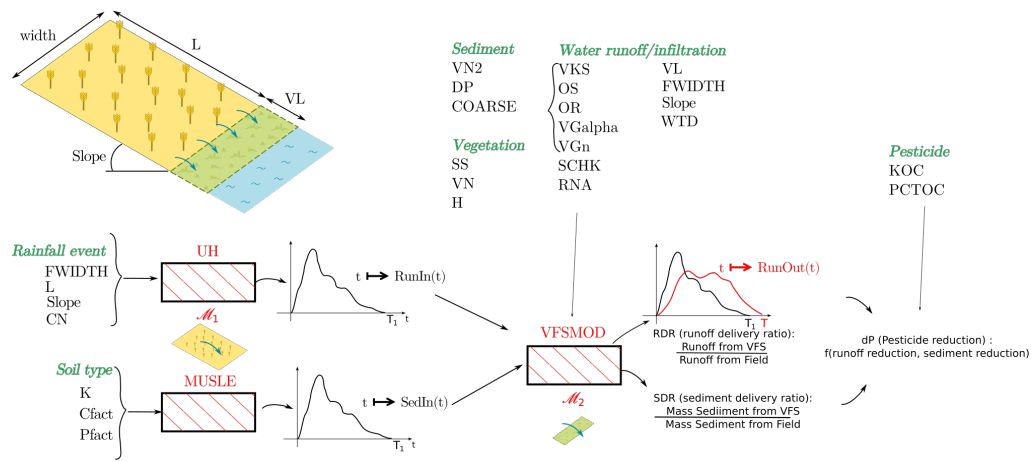 width
L
VL
Slope
Sediment
VN2
DP
COARSE
Vegetation
SS
VN
H
Water runoff/infiltration
VKS
OS
OR
VGalpha
VGn
SCHK
RNA
VL
FWIDTH
Slope
WTD
Pesticide
KOC
PCTOC
Rainfall event
FWIDTH
L
Slope
CN
UH
ℳ1
t ↦ RunIn(t)
T1 t
Soil type
K
Cfact
Pfact
MUSLE
t ↦ SedIn(t)
T1 t
VFSMOD
ℳ2
t ↦ RunOut(t)
T1 T
RDR (runoff delivery ratio):
Runoff from VFS
Runoff from Field
SDR (sediment delivery ratio):
Mass Sediiment from VFS
Mass Sediment from Field
dP (Pesticide reduction) :
f(runoff reduction, sediment reduction)